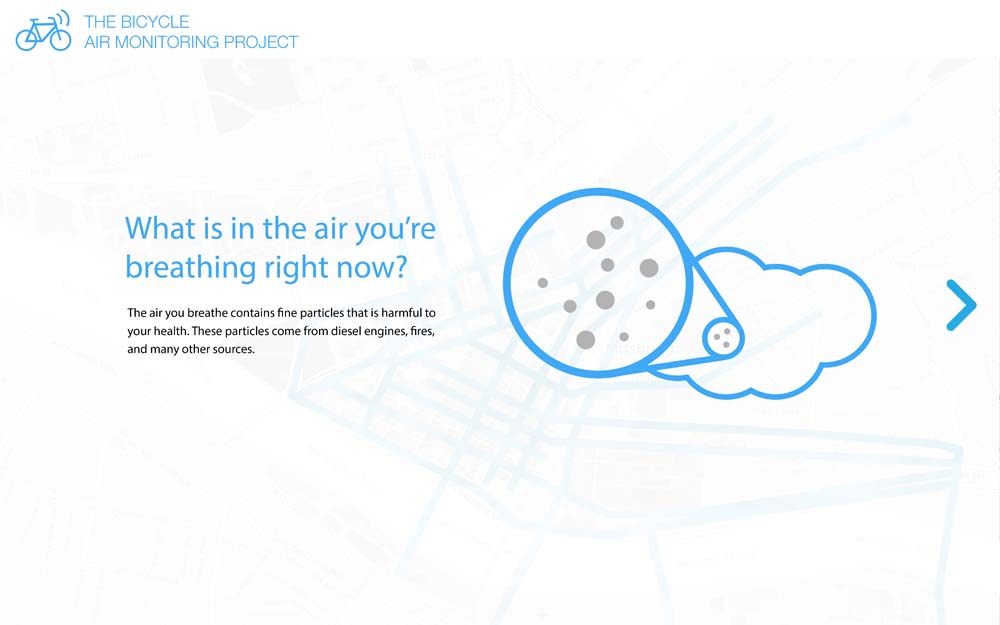 THE BICYCLE
AIR MONITORING PROJECT
What is in the air you’re
breathing right now?
The air you breathe contains fine particles that is harmful to
your health. These particles come from diesel engines, fires,
and many other sources.